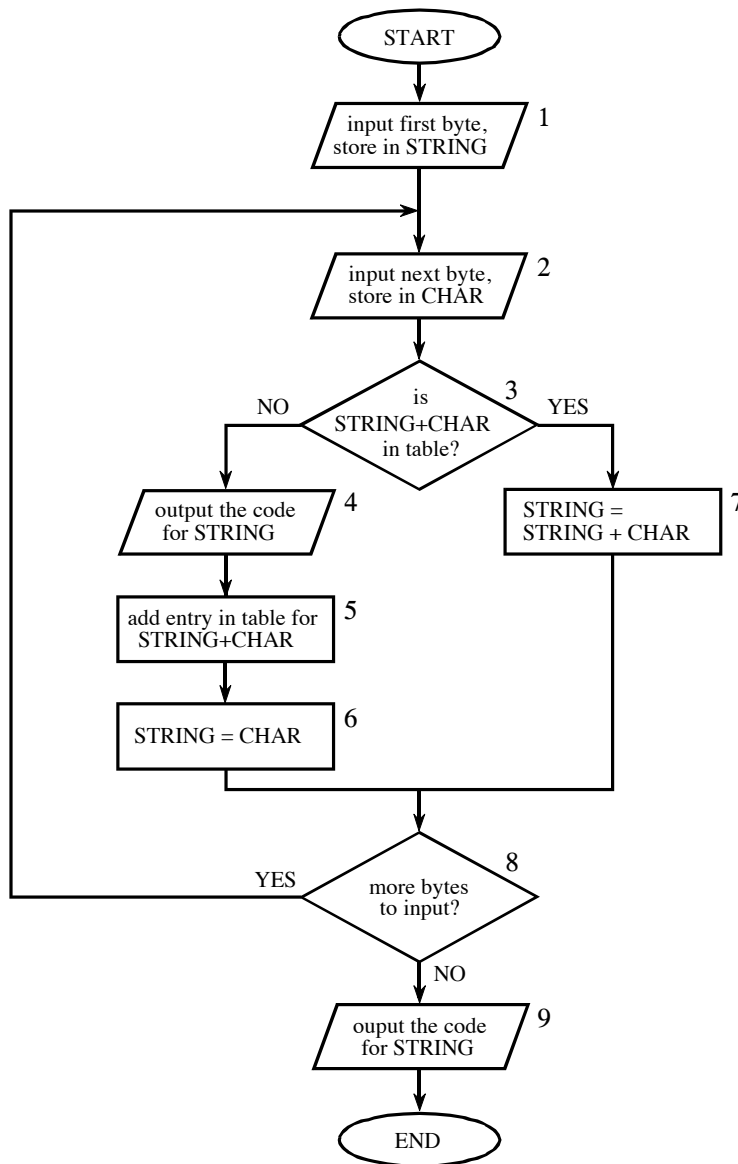 START
1
input first byte,
store in STRING
2
input next byte,
store in CHAR
3
is
STRING+CHAR
in table?
NO
YES
4
output the code
for STRING
7
STRING =
STRING + CHAR
5
add entry in table for
STRING+CHAR
6
STRING = CHAR
8
more bytes
to input?
YES
NO
9
ouput the code
for STRING
END